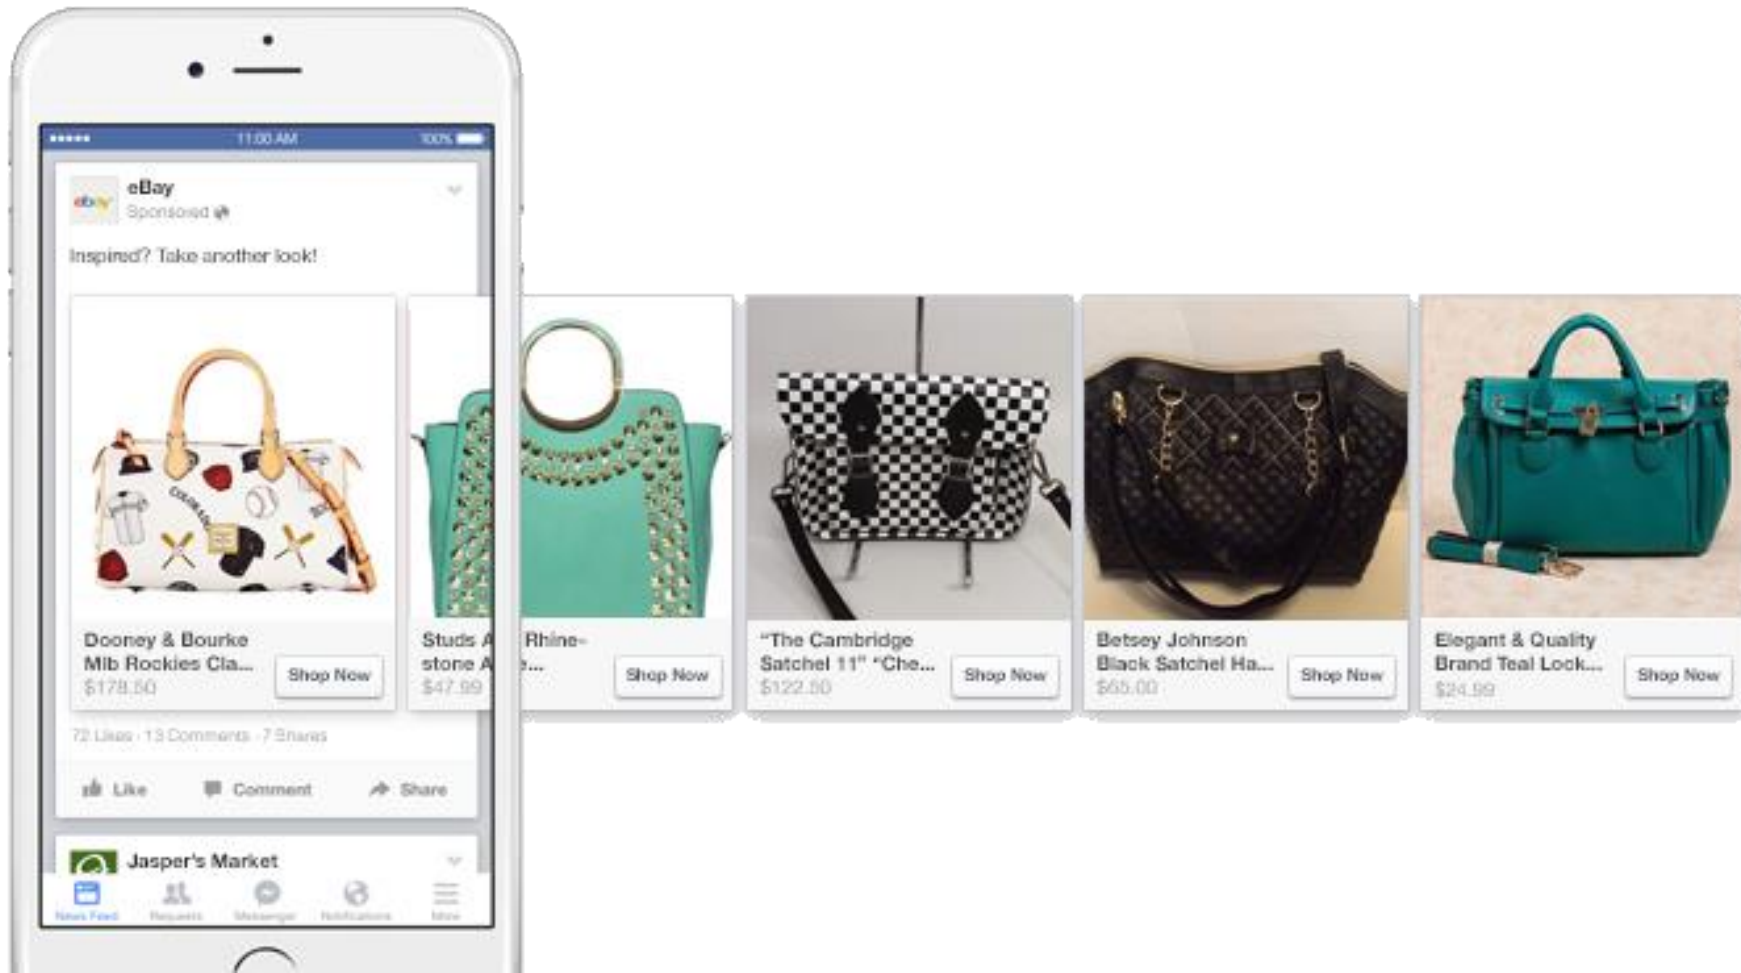 11:00 AM
100%
ebay
eBay
Sponsored
Inspired? Take another look!
COLORADO
Dooney & Bourke
Mlb Rockies Cla...
$178.50
Shop Now
Studs A Rhine-
stone A e...
$47.99
Shop Now
"The Cambridge
Satchel 11" "Che...
$122.50
Shop Now
Betsey Johnson
Black Satchel Ha...
$65.00
Shop Now
Elegant & Quality
Brand Teal Lock...
$24.99
Shop Now
72 Likes · 13 Comments · 7 Shares
Like
Comment
Share
Jasper's Market
News Feed
Requests
Messenger
Notifications
More